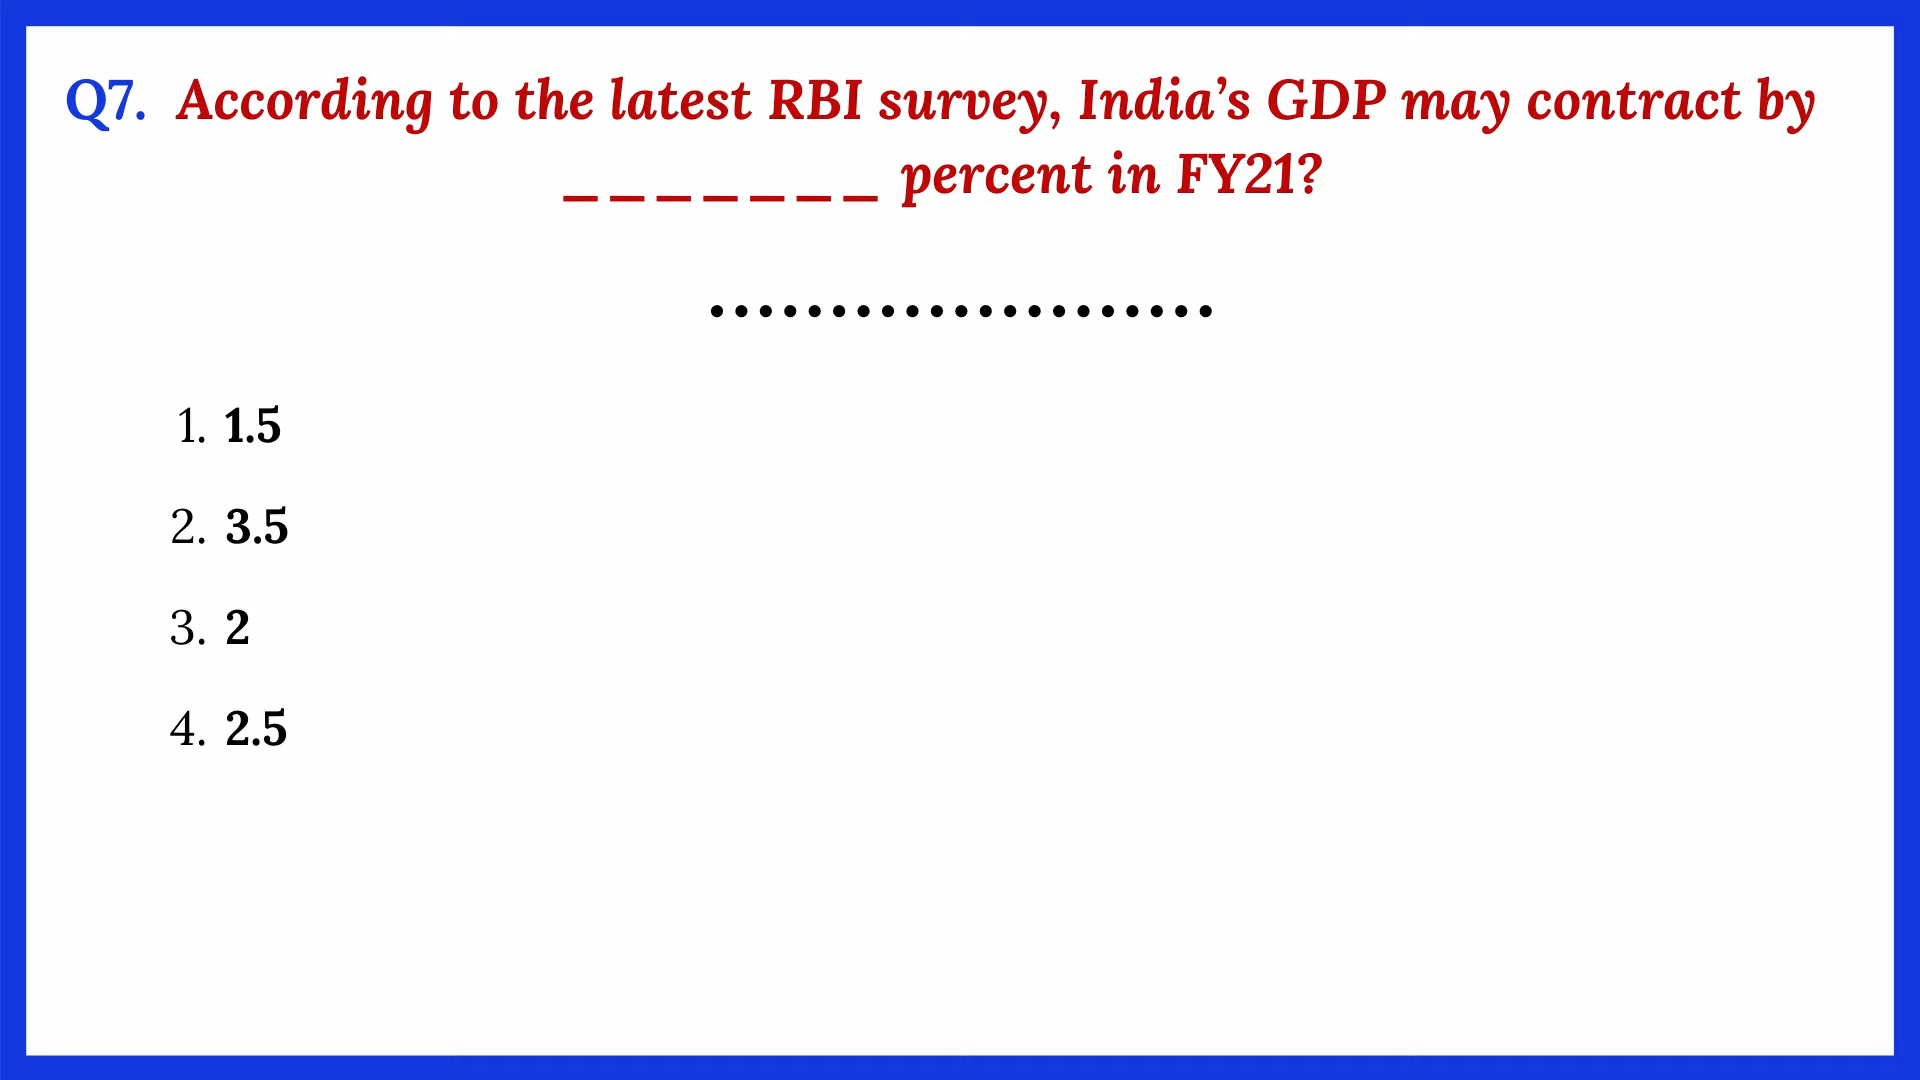 Q7. According to the latest RBI survey, India’s GDP may contract by
_______ percent in FY21?
.....................
1. 1.5
2. 3.5
3. 2
4. 2.5